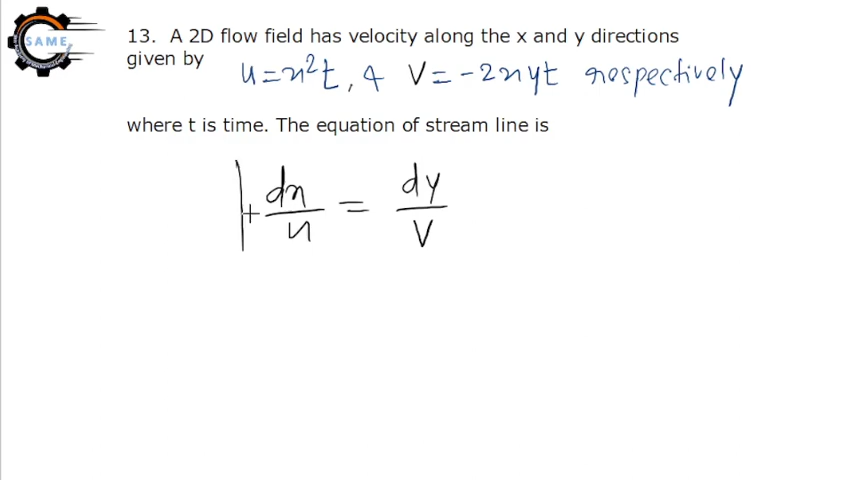 SAME
13. A 2D flow field has velocity along the x and y directions
given by u = x²t, & V = -2xyt respectively
where t is time. The equation of stream line is
dx/u = dy/V